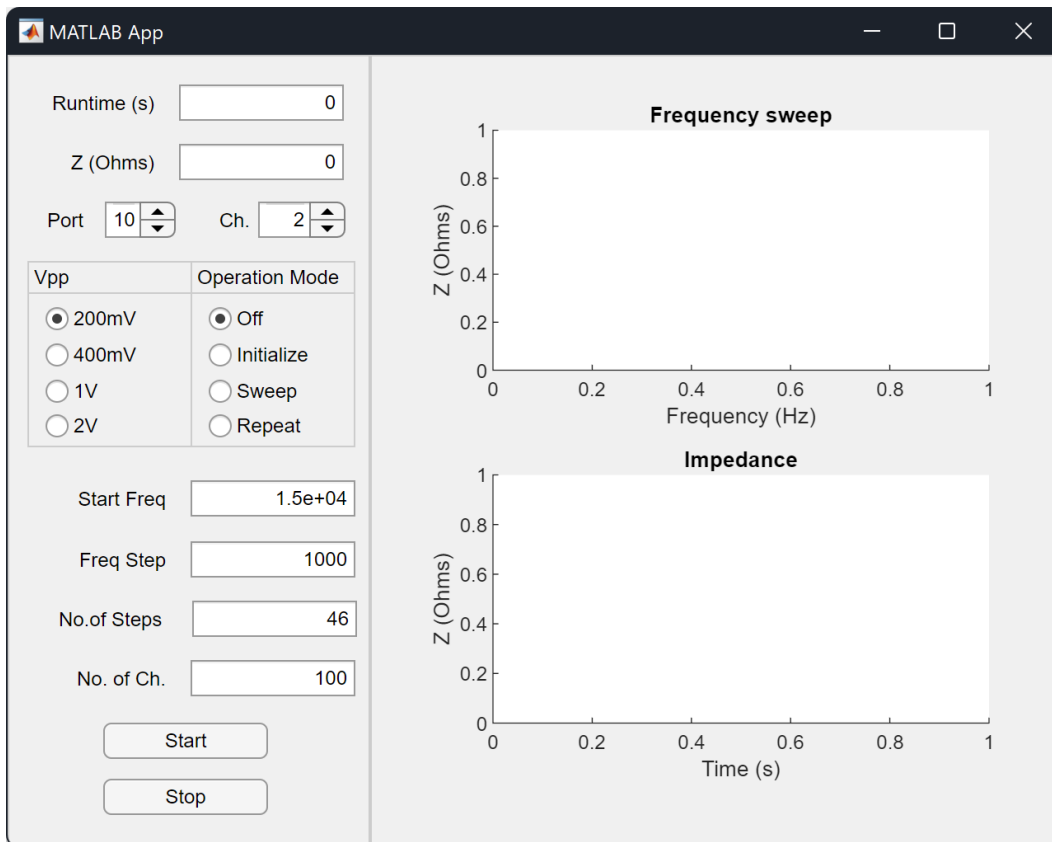 MATLAB App
Runtime (s) 0
Z (Ohms) 0
Port 10 Ch. 2
Vpp Operation Mode
200mV Off
400mV Initialize
1V Sweep
2V Repeat
Start Freq 1.5e+04
Freq Step 1000
No.of Steps 46
No. of Ch. 100
Start
Stop
Frequency sweep
Z (Ohms)
1
0.8
0.6
0.4
0.2
0
0 0.2 0.4 0.6 0.8 1
Frequency (Hz)
Impedance
Z (Ohms)
1
0.8
0.6
0.4
0.2
0
0 0.2 0.4 0.6 0.8 1
Time (s)